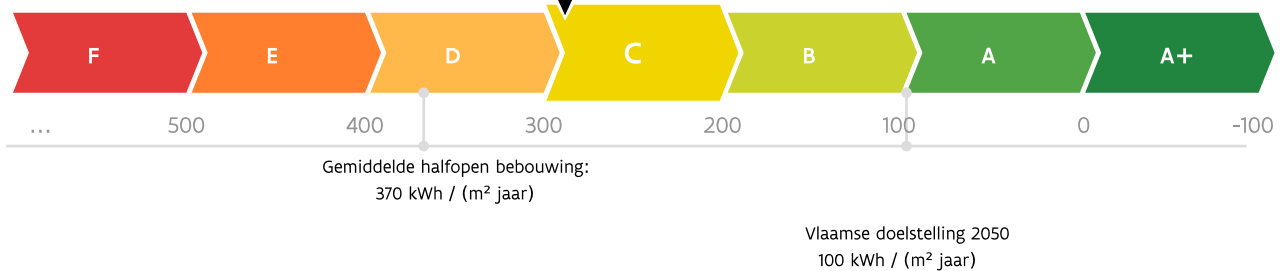 F E D C B A A+
... 500 400 300 200 100 0 -100
Gemiddelde halfopen bebouwing:
370 kWh / (m² jaar)
Vlaamse doelstelling 2050
100 kWh / (m² jaar)